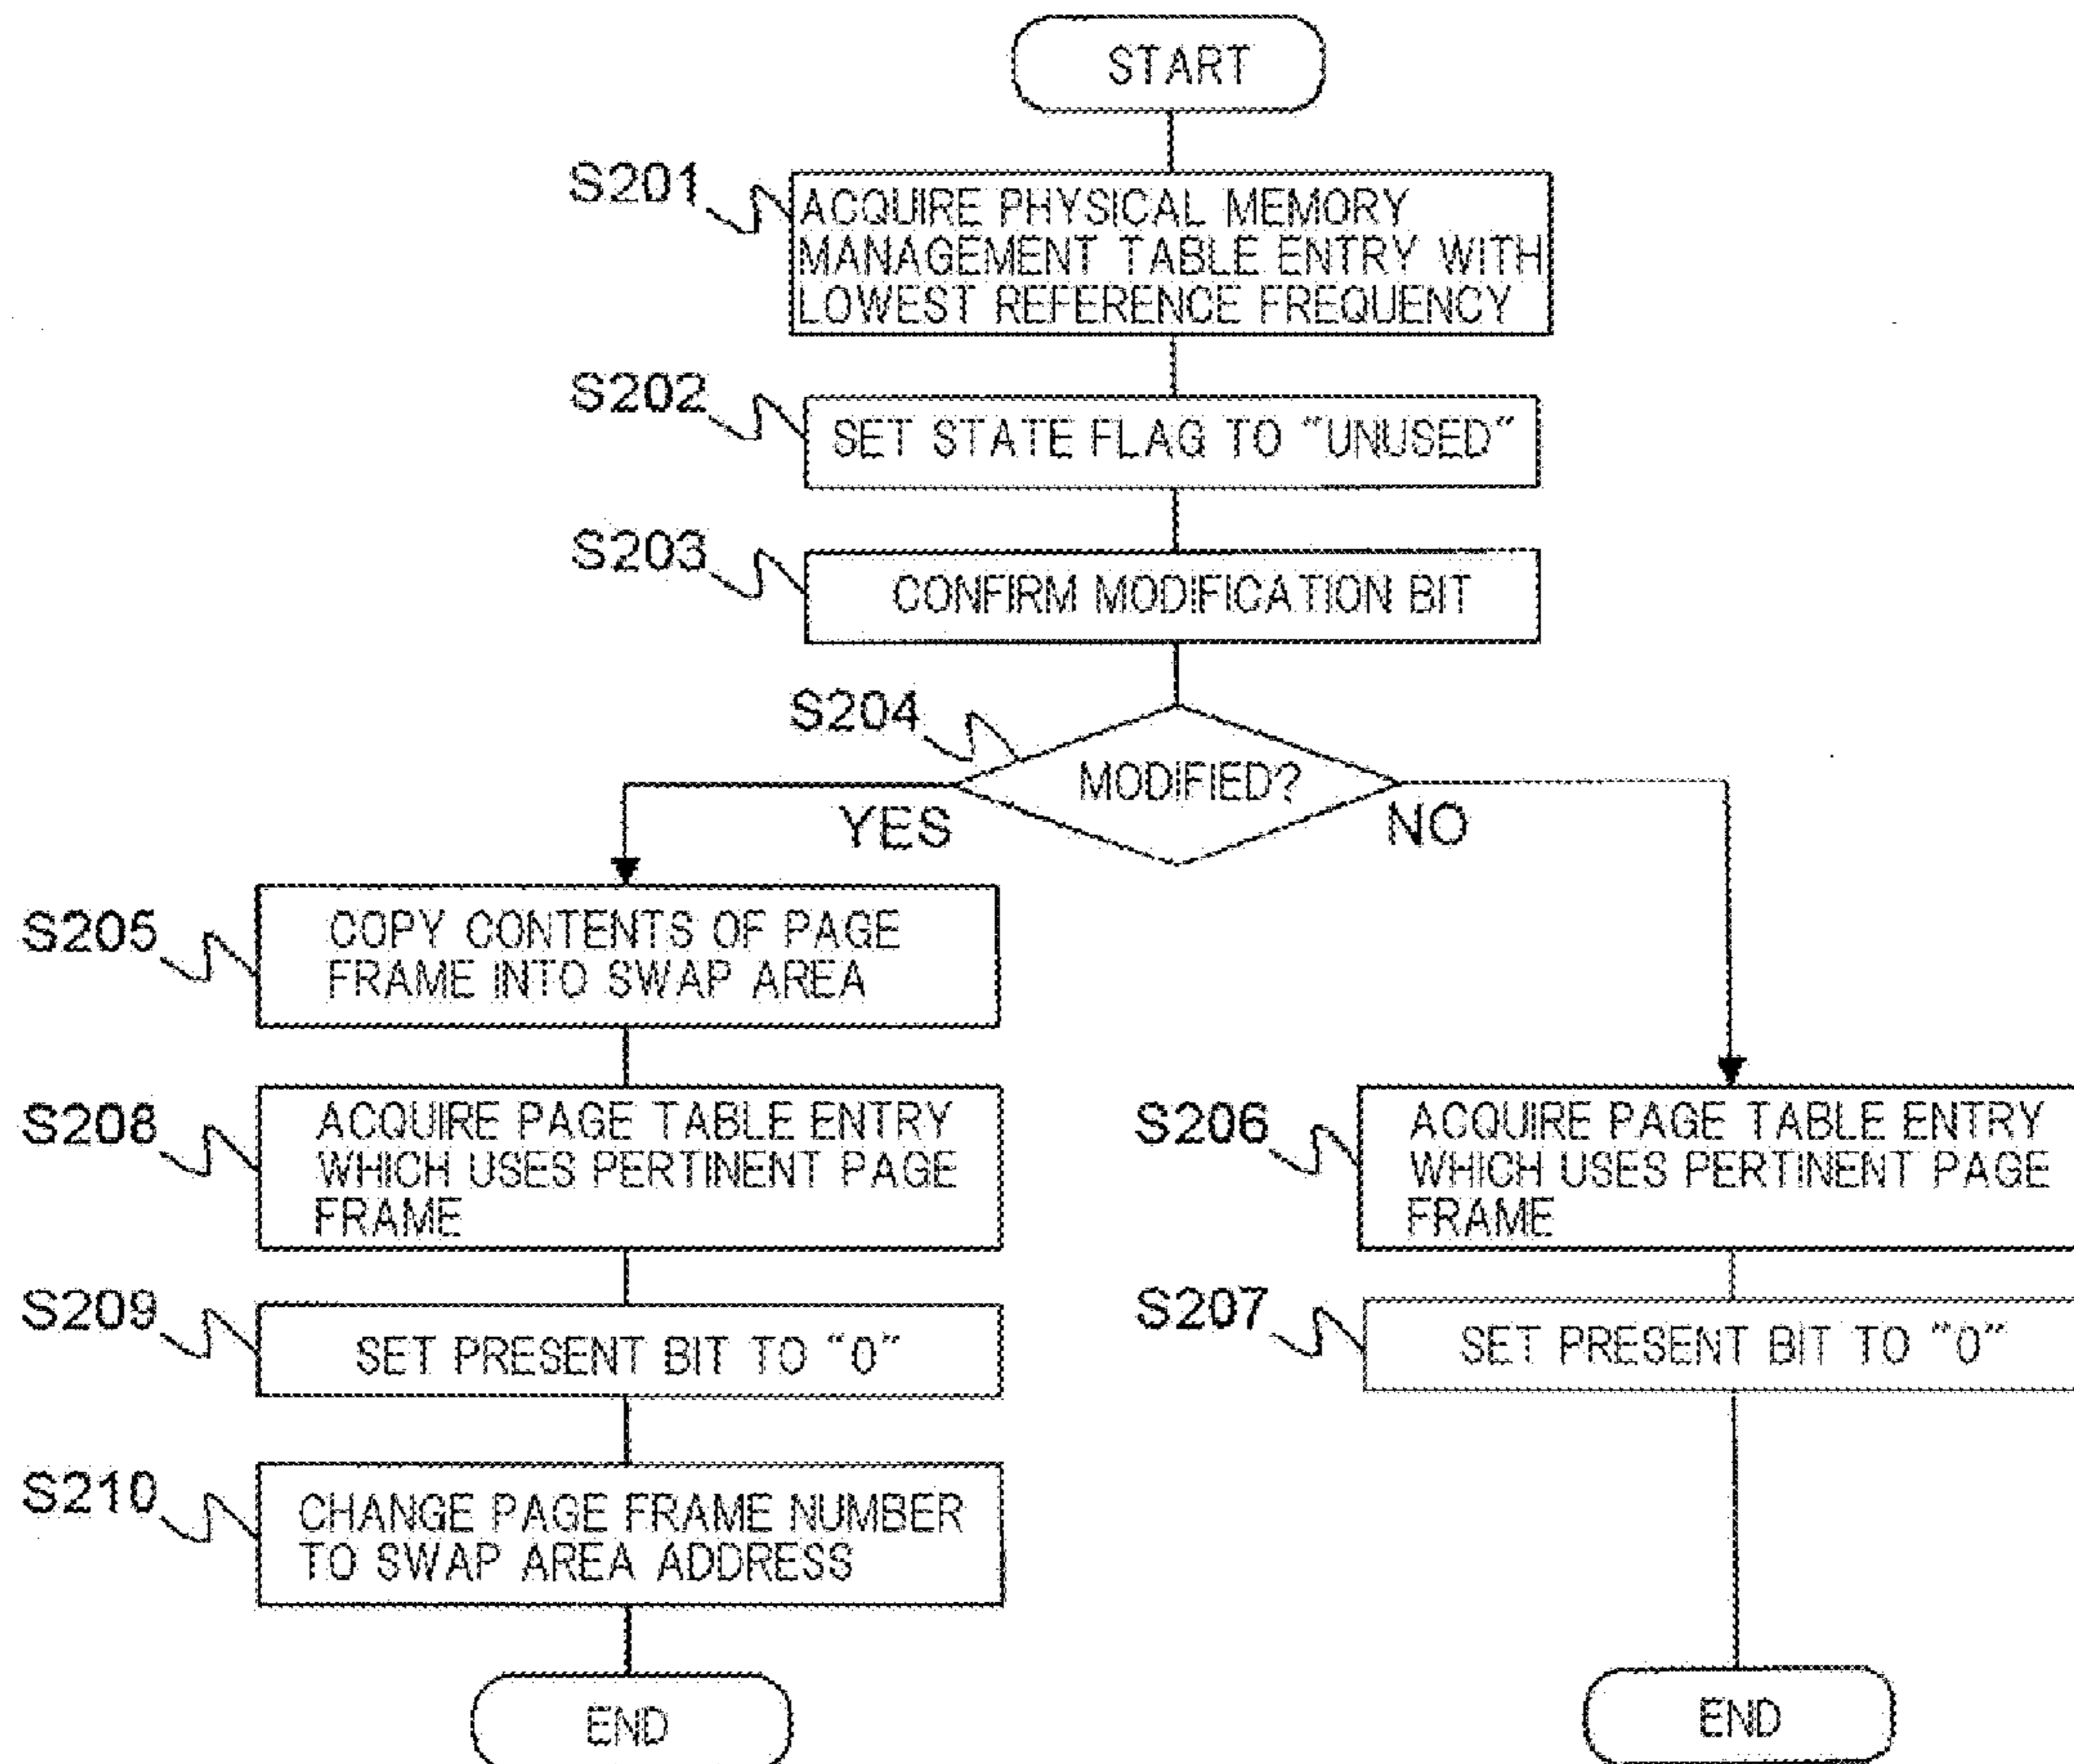 START
S201
ACQUIRE PHYSICAL MEMORY
MANAGEMENT TABLE ENTRY WITH
LOWEST REFERENCE FREQUENCY
S202
SET STATE FLAG TO "UNUSED"
S203
CONFIRM MODIFICATION BIT
S204
MODIFIED?
YES
NO
S205
COPY CONTENTS OF PAGE
FRAME INTO SWAP AREA
S208
ACQUIRE PAGE TABLE ENTRY
WHICH USES PERTINENT PAGE
FRAME
S209
SET PRESENT BIT TO "0"
S210
CHANGE PAGE FRAME NUMBER
TO SWAP AREA ADDRESS
END
S206
ACQUIRE PAGE TABLE ENTRY
WHICH USES PERTINENT PAGE
FRAME
S207
SET PRESENT BIT TO "0"
END